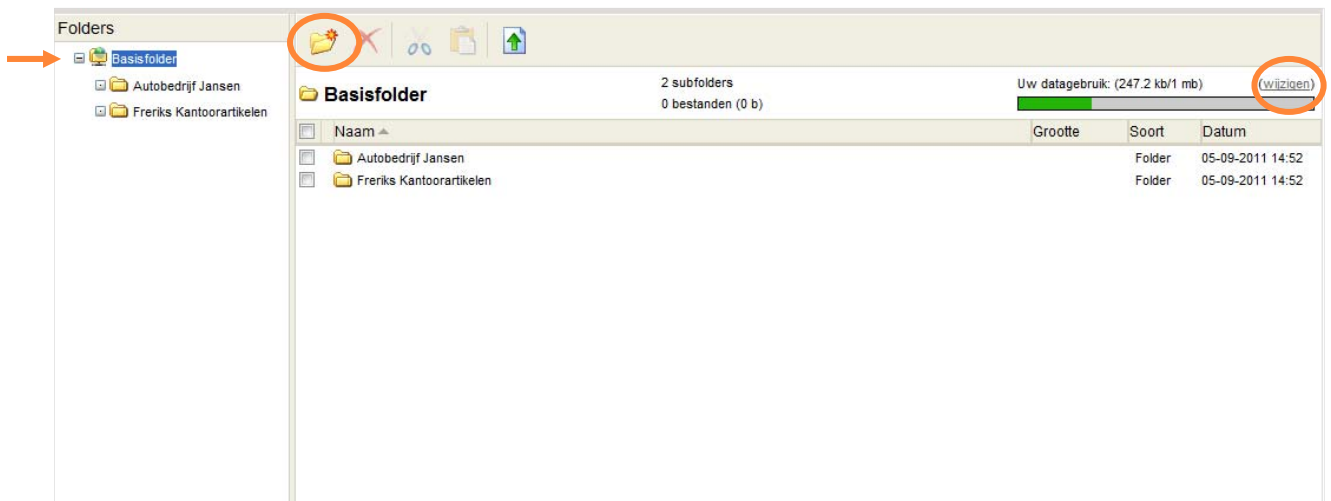 Folders
Basisfolder
Autobedrijf Jansen
Freriks Kantoorartikelen
Basisfolder
2 subfolders
0 bestanden (0 b)
Uw datagebruik: (247.2 kb/1 mb) (wijzigen)
Naam Grootte Soort Datum
Autobedrijf Jansen Folder 05-09-2011 14:52
Freriks Kantoorartikelen Folder 05-09-2011 14:52